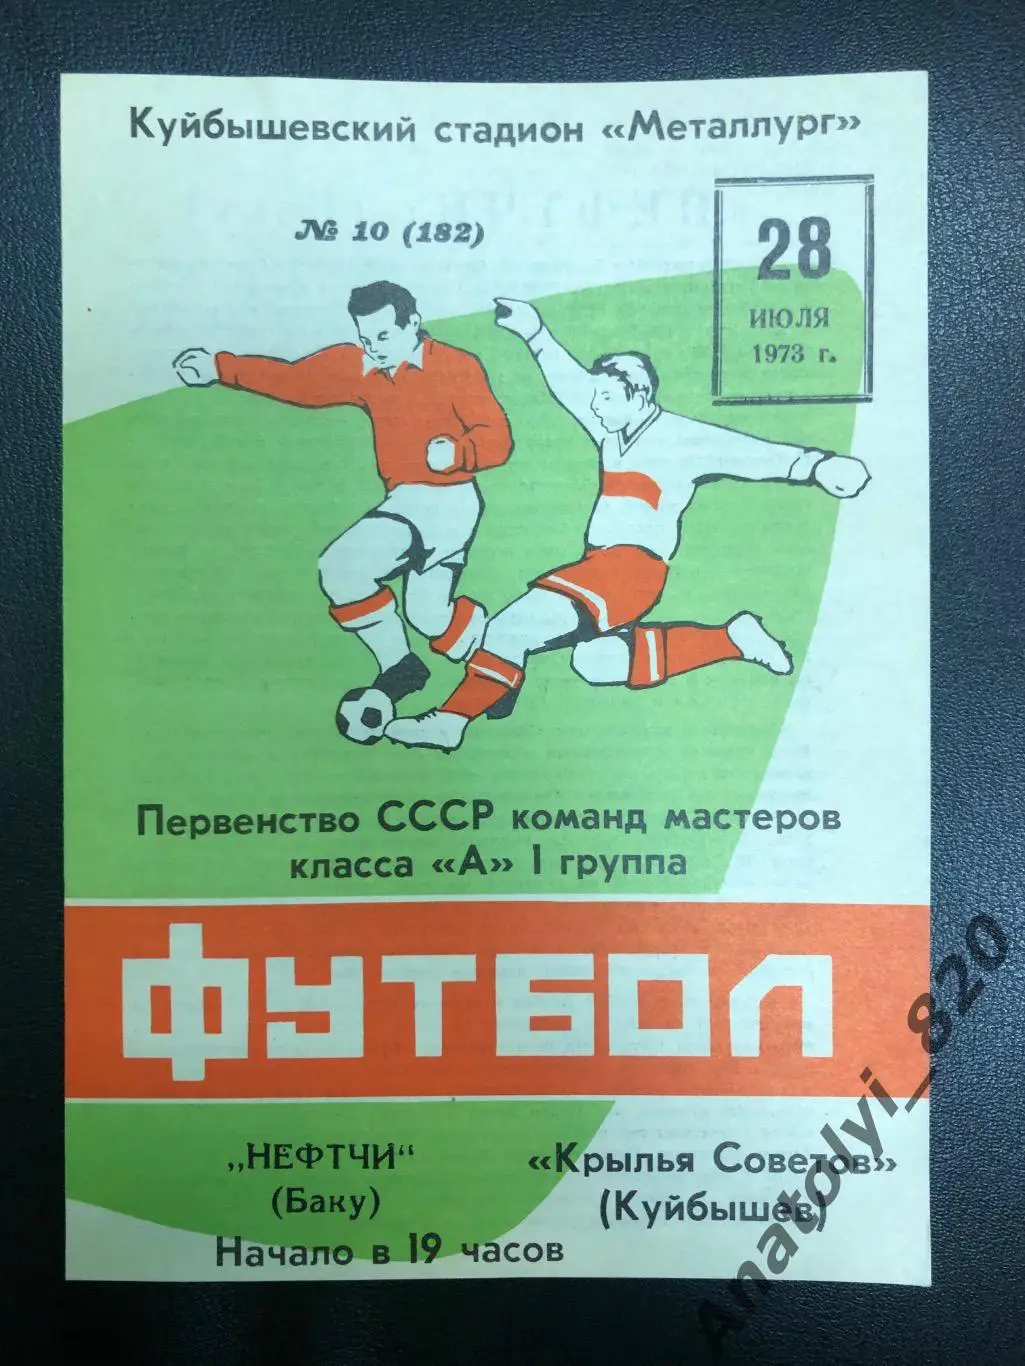 Куйбышевский стадион «Металлург»
№ 10 (182)
28
ИЮЛЯ
1973 г.
Первенство СССР команд мастеров
класса «А» I группа
ФУТБОЛ
„НЕФТЧИ“
(Баку)
«Крылья Советов»
(Куйбышев)
Начало в 19 часов
Anatolyi_820